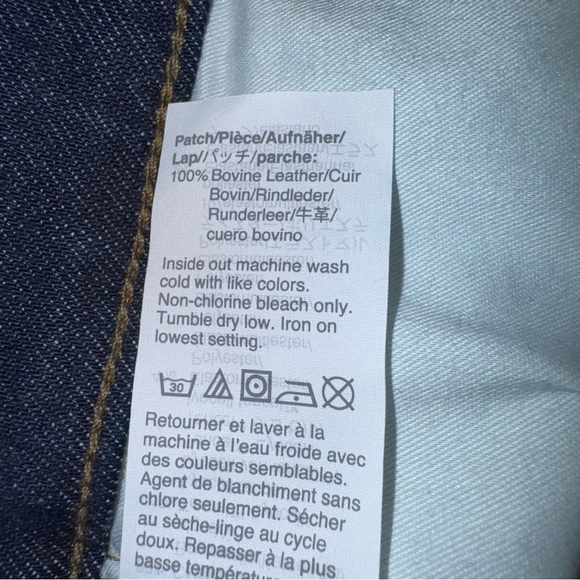 Patch/Pièce/Aufnäher/
Lap/パッチ/parche:
100% Bovine Leather/Cuir
Bovin/Rindleder/
Runderleer/牛革/
cuero bovino
Inside out machine wash
cold with like colors.
Non-chlorine bleach only.
Tumble dry low. Iron on
lowest setting.
30
Retourner et laver à la
machine à l'eau froide avec
des couleurs semblables.
Agent de blanchiment sans
chlore seulement. Sécher
au sèche-linge au cycle
doux. Repasser à la plus
basse température